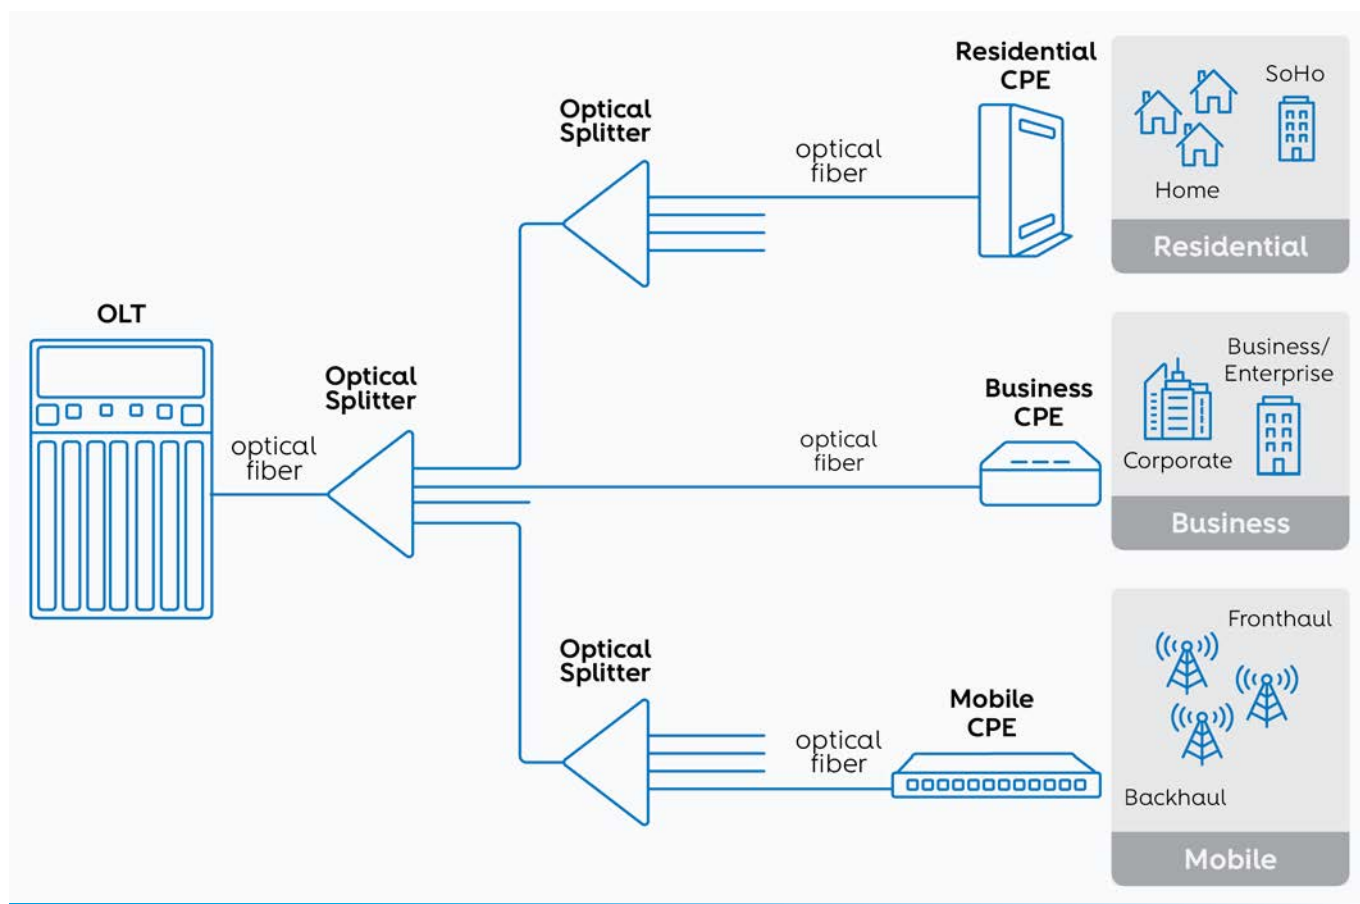 Residential
CPE
SoHo
Home
Residential
Optical
Splitter
optical
fiber
OLT
Optical
Splitter
optical
fiber
Business
CPE
optical
fiber
Business/
Enterprise
Corporate
Business
Optical
Splitter
optical
fiber
Mobile
CPE
Fronthaul
Backhaul
Mobile